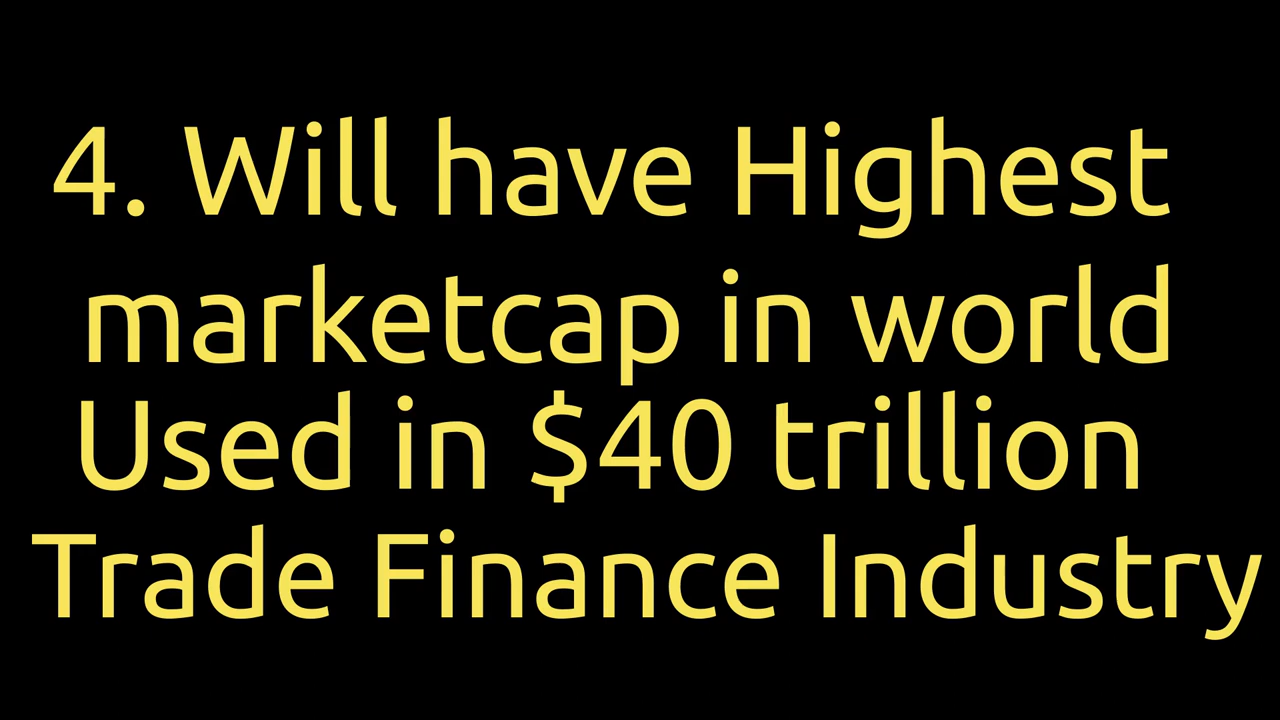 4. Will have Highest
marketcap in world
Used in $40 trillion
Trade Finance Industry